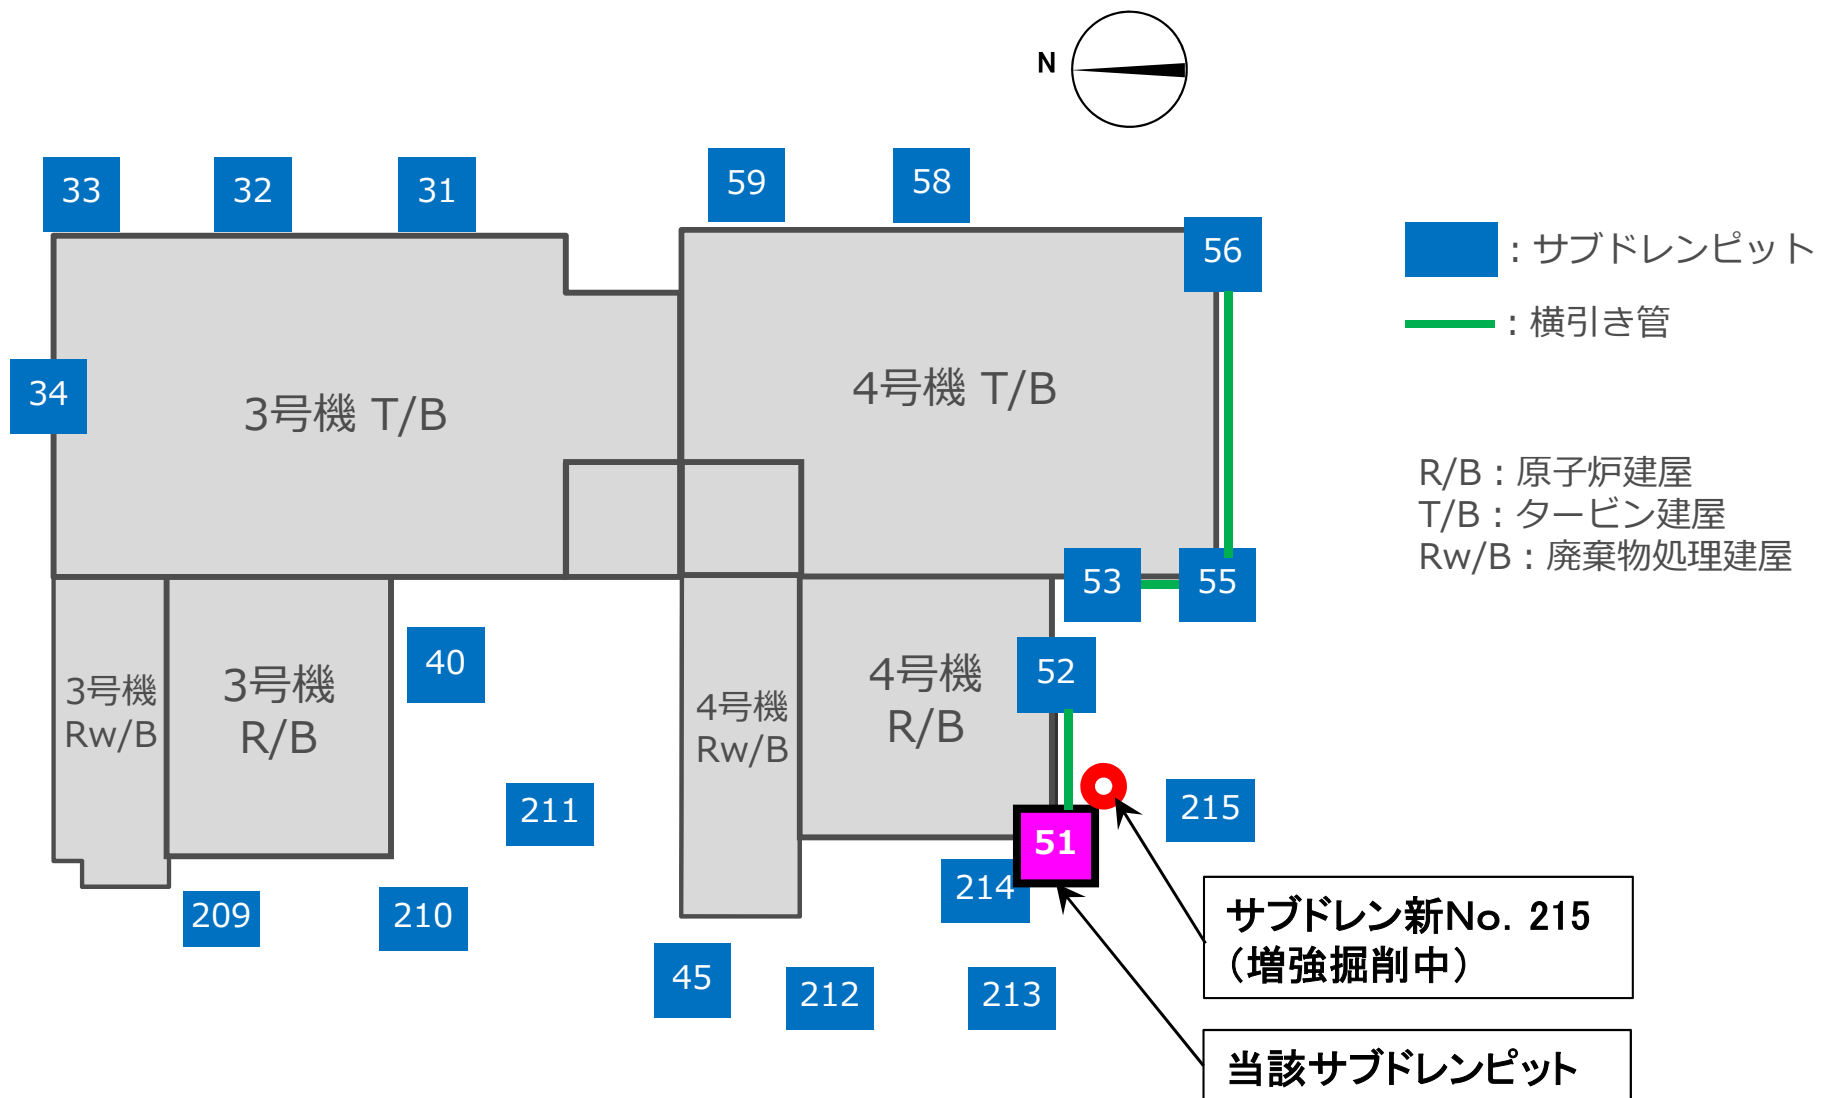 N
33
32
31
59
58
56
：サブドレンピット
：横引き管
34
3号機 T/B
4号機 T/B
R/B：原子炉建屋
T/B：タービン建屋
Rw/B：廃棄物処理建屋
53
55
40
52
3号機
Rw/B
3号機
R/B
4号機
Rw/B
4号機
R/B
211
215
51
214
209
210
サブドレン新No. 215
（増強掘削中）
45
212
213
当該サブドレンピット